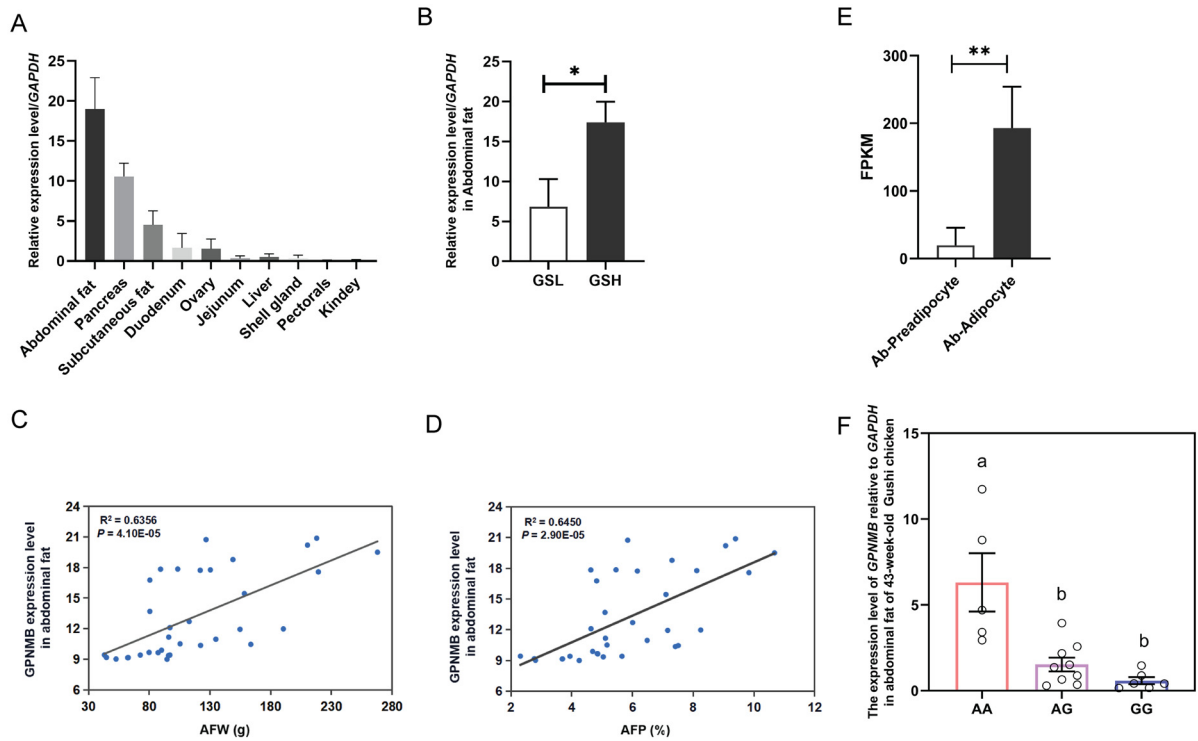 A
Relative expression level/GAPDH
25
20
15
10
5
0
Abdominal fat
Pancreas
Subcutaneous fat
Duodenum
Ovary
Jejunum
Liver
Shell gland
Pectorals
Kindey
B
Relative expression level/GAPDH
in Abdominal fat
25
20
15
10
5
0
*
GSL
GSH
E
FPKM
300
200
100
0
**
Ab-Preadipocyte
Ab-Adipocyte
C
GPNMB expression level
in abdominal fat
24
21
18
15
12
9
6
R² = 0.6356
P = 4.10E-05
30 80 130 180 230 280
AFW (g)
D
GPNMB expression level
in abdominal fat
24
21
18
15
12
9
6
R² = 0.6450
P = 2.90E-05
2 4 6 8 10 12
AFP (%)
F
The expression level of GPNMB relative to GAPDH
in abdominal fat of 43-week-old Gushi chicken
15
10
5
0
a
b
b
AA
AG
GG